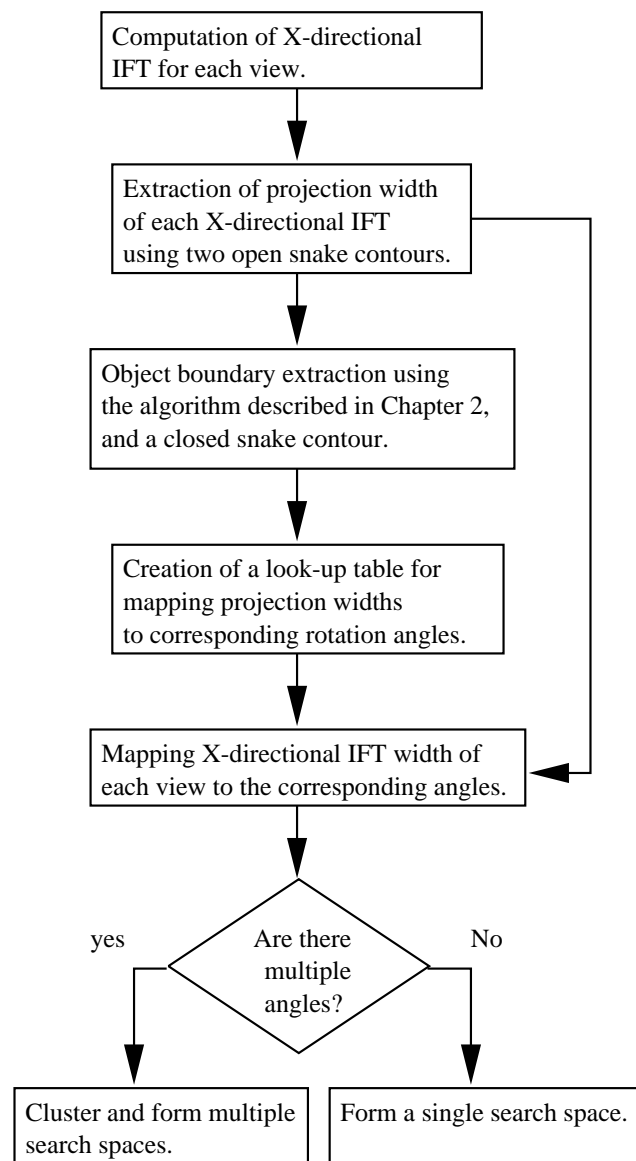 Computation of X-directional
IFT for each view.
Extraction of projection width
of each X-directional IFT
using two open snake contours.
Object boundary extraction using
the algorithm described in Chapter 2,
and a closed snake contour.
Creation of a look-up table for
mapping projection widths
to corresponding rotation angles.
Mapping X-directional IFT width of
each view to the corresponding angles.
yes
Are there
multiple
angles?
No
Cluster and form multiple
search spaces.
Form a single search space.